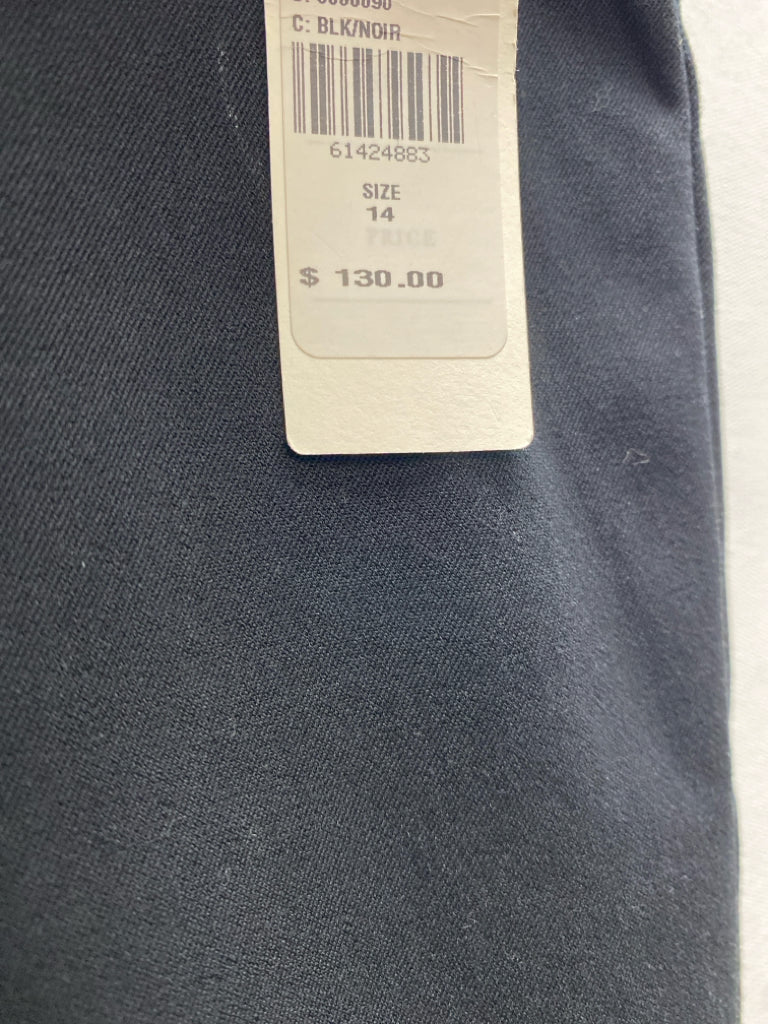 C: BLK/NOIR
61424883
SIZE
14
PRICE
$ 130.00